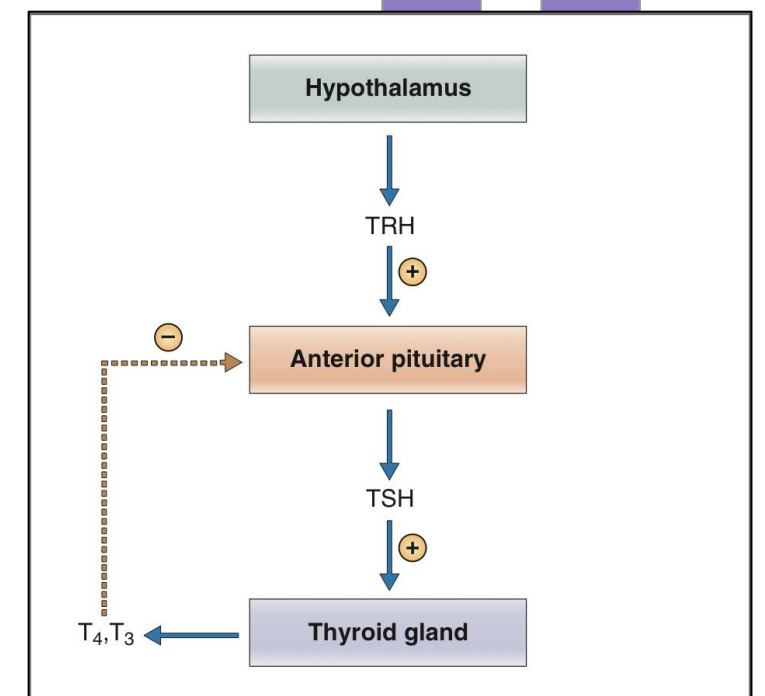 Hypothalamus
TRH
+
−
Anterior pituitary
TSH
+
T₄,T₃
Thyroid gland